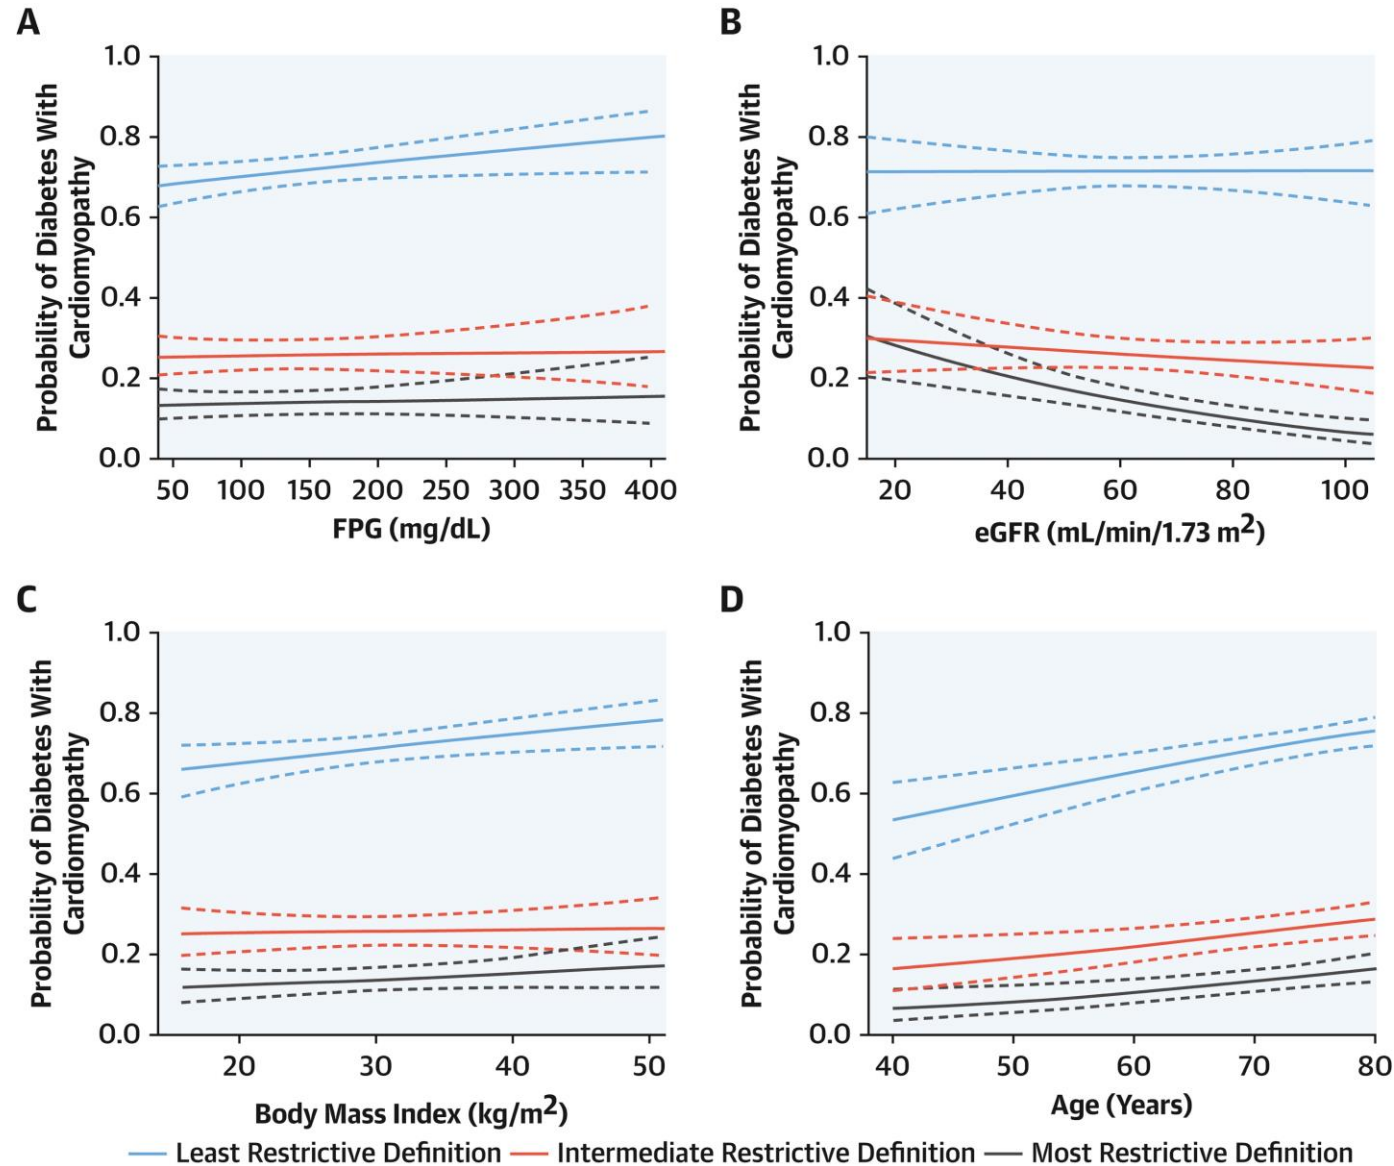 A
Probability of Diabetes With
Cardiomyopathy
1.0
0.8
0.6
0.4
0.2
0.0
50 100 150 200 250 300 350 400
FPG (mg/dL)
B
Probability of Diabetes With
Cardiomyopathy
1.0
0.8
0.6
0.4
0.2
0.0
20 40 60 80 100
eGFR (mL/min/1.73 m²)
C
Probability of Diabetes With
Cardiomyopathy
1.0
0.8
0.6
0.4
0.2
0.0
20 30 40 50
Body Mass Index (kg/m²)
D
Probability of Diabetes With
Cardiomyopathy
1.0
0.8
0.6
0.4
0.2
0.0
40 50 60 70 80
Age (Years)
Least Restrictive Definition Intermediate Restrictive Definition Most Restrictive Definition